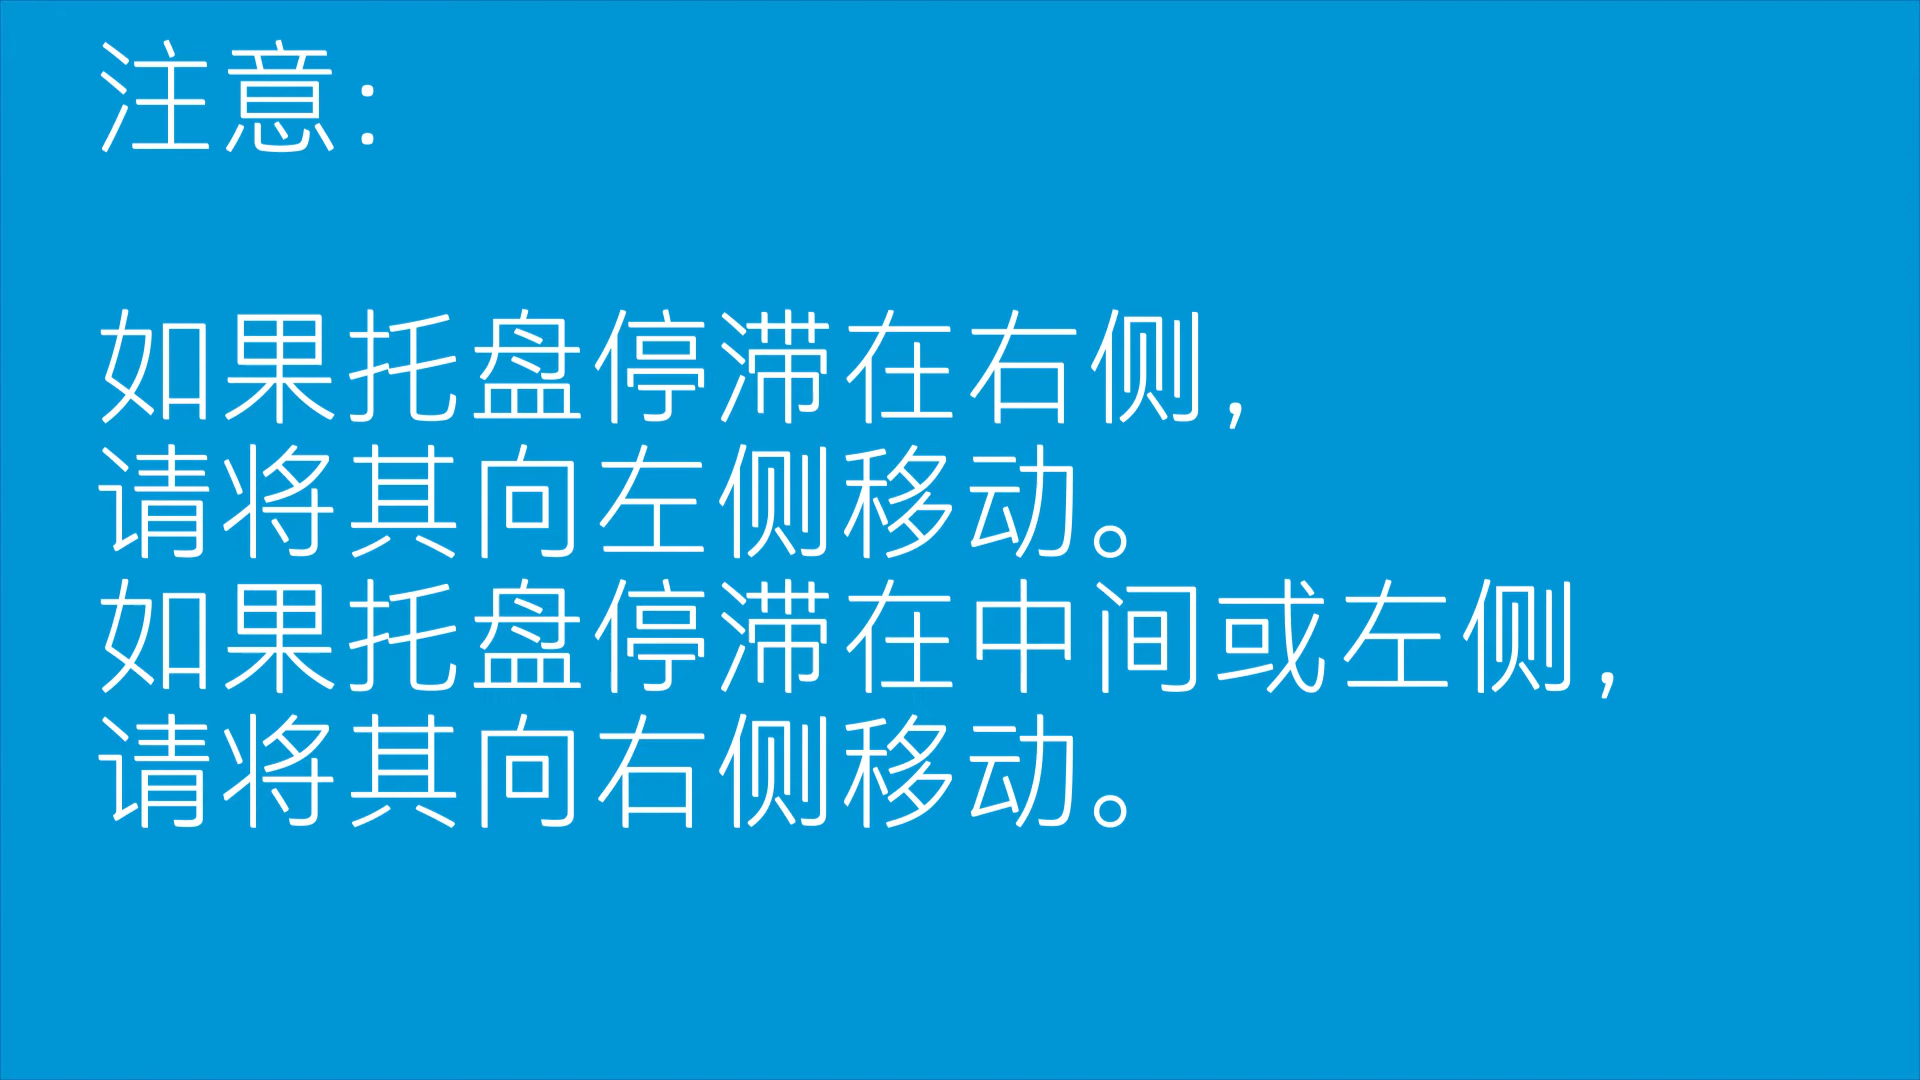 注意:
如果托盘停滞在右侧,
请将其向左侧移动。
如果托盘停滞在中间或左侧,
请将其向右侧移动。